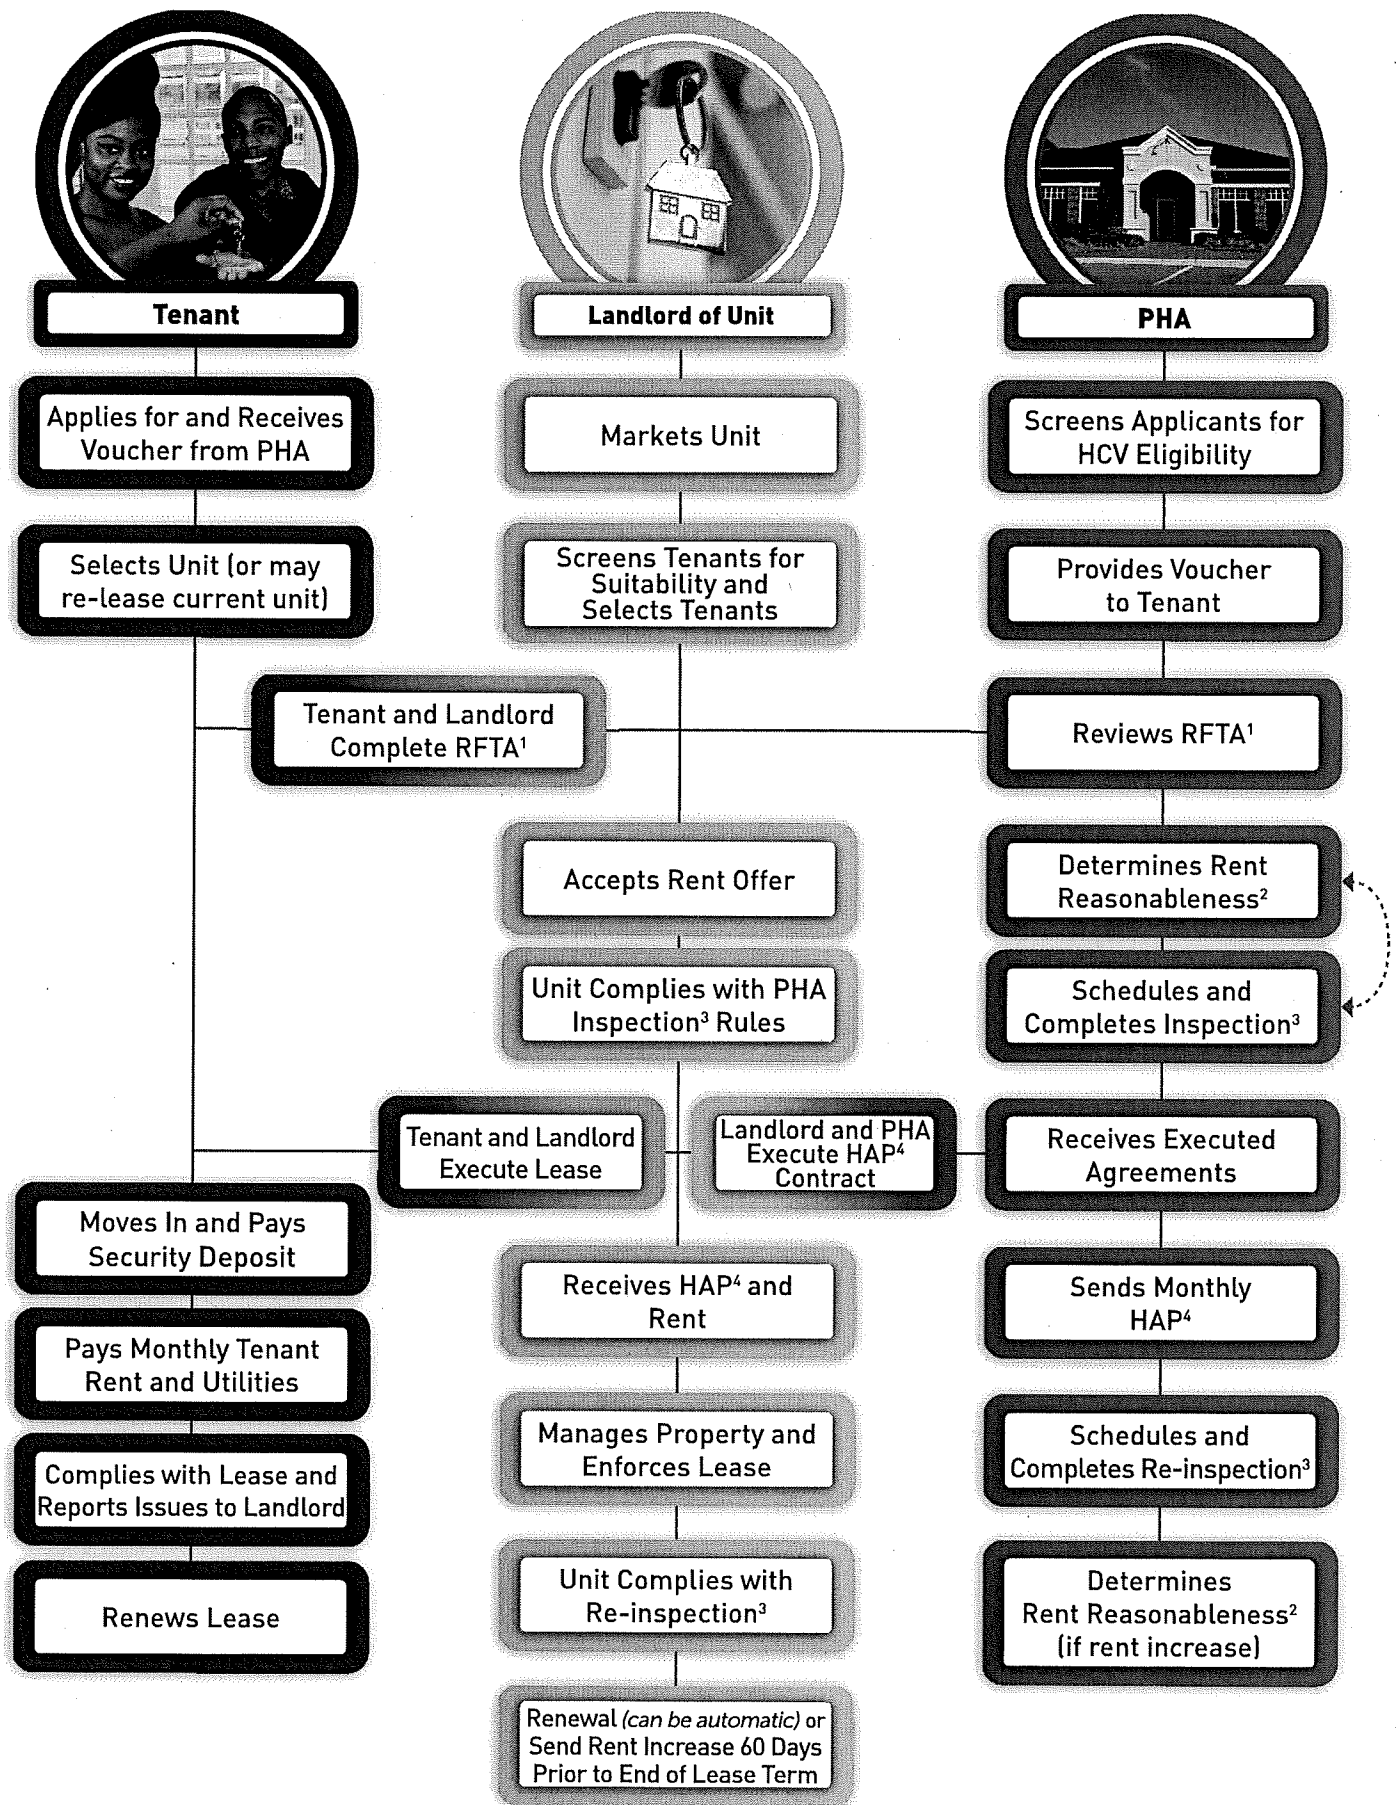 Tenant
Applies for and Receives
Voucher from PHA
Selects Unit (or may
re-lease current unit)
Tenant and Landlord
Complete RFTA¹
Moves In and Pays
Security Deposit
Pays Monthly Tenant
Rent and Utilities
Complies with Lease and
Reports Issues to Landlord
Renews Lease
Landlord of Unit
Markets Unit
Screens Tenants for
Suitability and
Selects Tenants
Accepts Rent Offer
Unit Complies with PHA
Inspection³ Rules
Tenant and Landlord
Execute Lease
Landlord and PHA
Execute HAP⁴
Contract
Receives HAP⁴ and
Rent
Manages Property and
Enforces Lease
Unit Complies with
Re-inspection³
Renewal (can be automatic) or
Send Rent Increase 60 Days
Prior to End of Lease Term
PHA
Screens Applicants for
HCV Eligibility
Provides Voucher
to Tenant
Reviews RFTA¹
Determines Rent
Reasonableness²
Schedules and
Completes Inspection³
Receives Executed
Agreements
Sends Monthly
HAP⁴
Schedules and
Completes Re-inspection³
Determines
Rent Reasonableness²
(if rent increase)